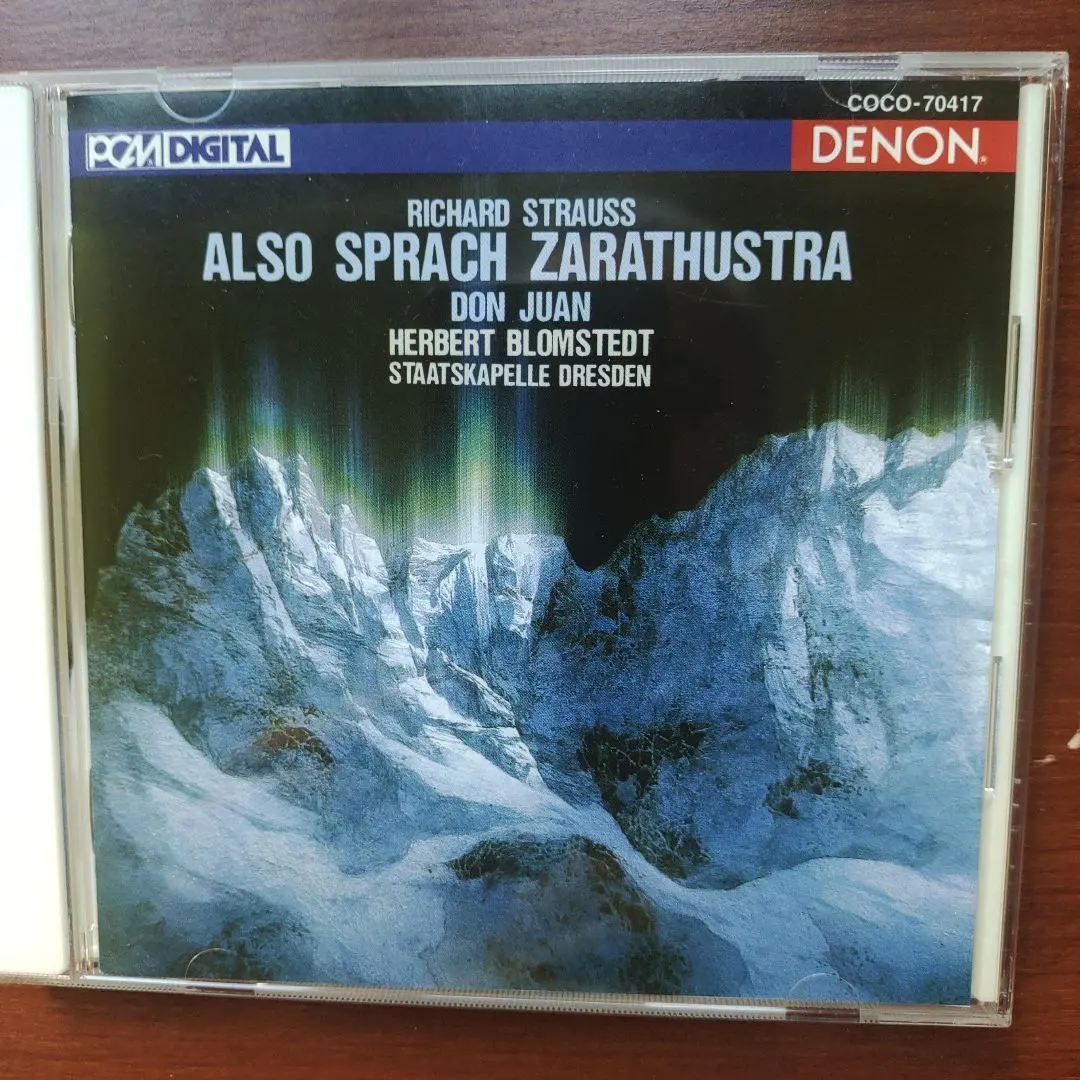 COCO-70417
PCM DIGITAL
DENON
RICHARD STRAUSS
ALSO SPRACH ZARATHUSTRA
DON JUAN
HERBERT BLOMSTEDT
STAATSKAPELLE DRESDEN